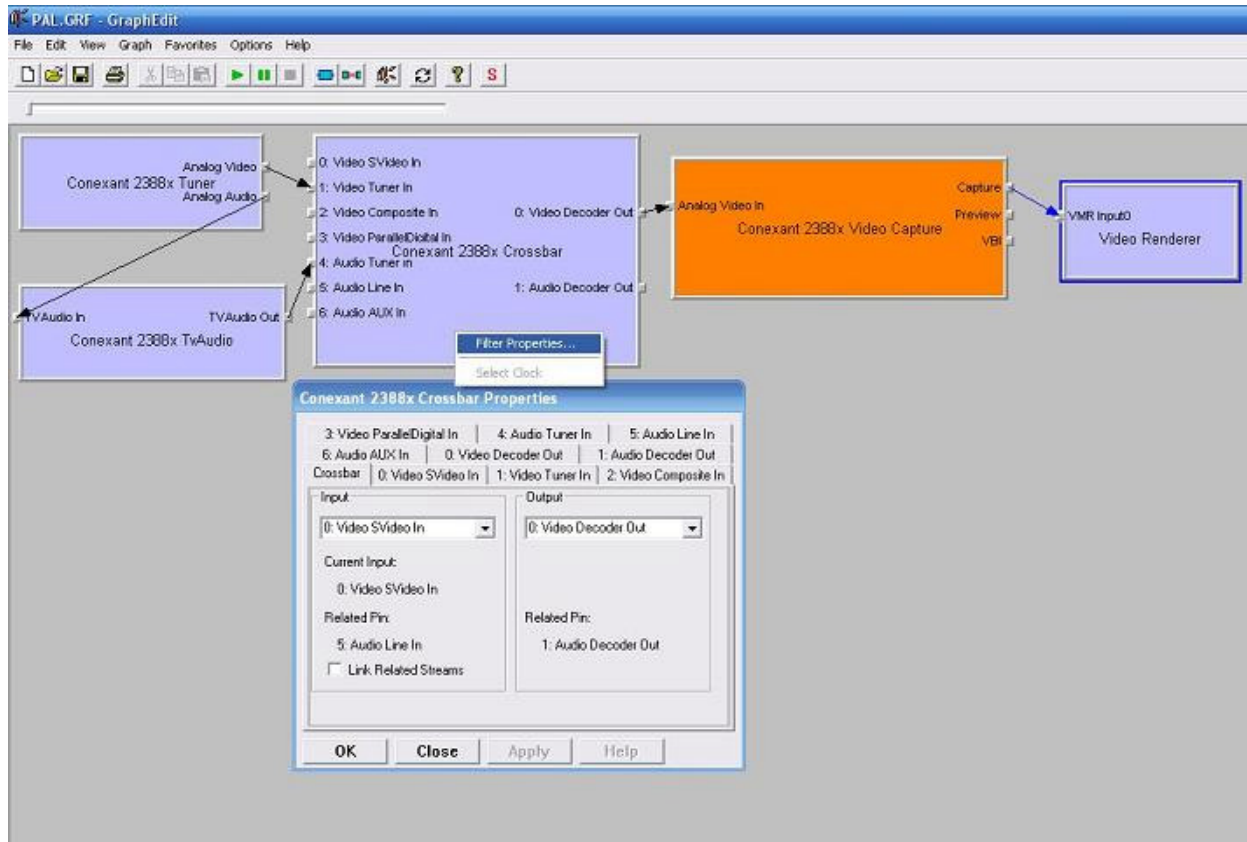 PAL.GRF - GraphEdit
File Edit View Graph Favorites Options Help
S
Analog Video
Conexant 2388x Tuner
Analog Audio
TVAudio In
TVAudio Out
Conexant 2388x TvAudio
0: Video SVideo In
1: Video Tuner In
2: Video Composite In
0: Video Decoder Out
3: Video ParallelDigital In
Conexant 2388x Crossbar
4: Audio Tuner in
5: Audio Line In
1: Audio Decoder Out
6: Audio AUX In
Analog Video In
Capture
Preview
VBI
Conexant 2388x Video Capture
VMR Input0
Video Renderer
Filter Properties...
Select Clock
Conexant 2388x Crossbar Properties
3: Video ParallelDigital In
4: Audio Tuner In
5: Audio Line In
6: Audio AUX In
0: Video Decoder Out
1: Audio Decoder Out
Crossbar
0: Video SVideo In
1: Video Tuner In
2: Video Composite In
Input
0: Video SVideo In
Current Input:
0: Video SVideo In
Related Pin:
5: Audio Line In
Link Related Streams
Output
0: Video Decoder Out
Related Pin:
1: Audio Decoder Out
OK
Close
Apply
Help